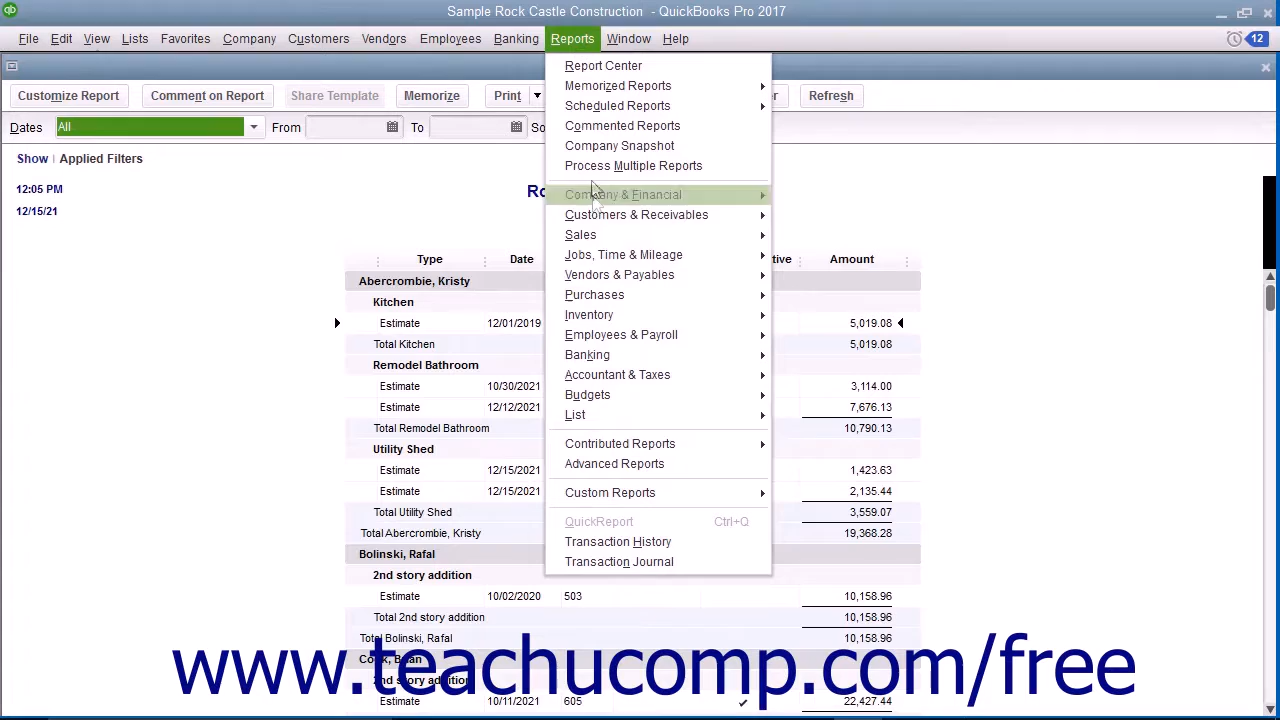 Sample Rock Castle Construction - QuickBooks Pro 2017
File Edit View Lists Favorites Company Customers Vendors Employees Banking Reports Window Help 12
Customize Report Comment on Report Share Template Memorize Print Refresh
Dates All From To So
Show Applied Filters
12:05 PM
12/15/21
Ro
Report Center
Memorized Reports
Scheduled Reports
Commented Reports
Company Snapshot
Process Multiple Reports
Company & Financial
Customers & Receivables
Sales
Jobs, Time & Mileage
Vendors & Payables
Purchases
Inventory
Employees & Payroll
Banking
Accountant & Taxes
Budgets
List
Contributed Reports
Advanced Reports
Custom Reports
QuickReport Ctrl+Q
Transaction History
Transaction Journal
Type Date tive Amount
Abercrombie, Kristy
Kitchen
Estimate 12/01/2019 5,019.08
Total Kitchen 5,019.08
Remodel Bathroom
Estimate 10/30/2021 3,114.00
Estimate 12/12/2021 7,676.13
Total Remodel Bathroom 10,790.13
Utility Shed
Estimate 12/15/2021 1,423.63
Estimate 12/15/2021 2,135.44
Total Utility Shed 3,559.07
Total Abercrombie, Kristy 19,368.28
Bolinski, Rafal
2nd story addition
Estimate 10/02/2020 503 10,158.96
Total 2nd story addition 10,158.96
Total Bolinski, Rafal 10,158.96
Cook, Brian
2nd story addition
Estimate 10/11/2021 605 22,427.44
www.teachucomp.com/free